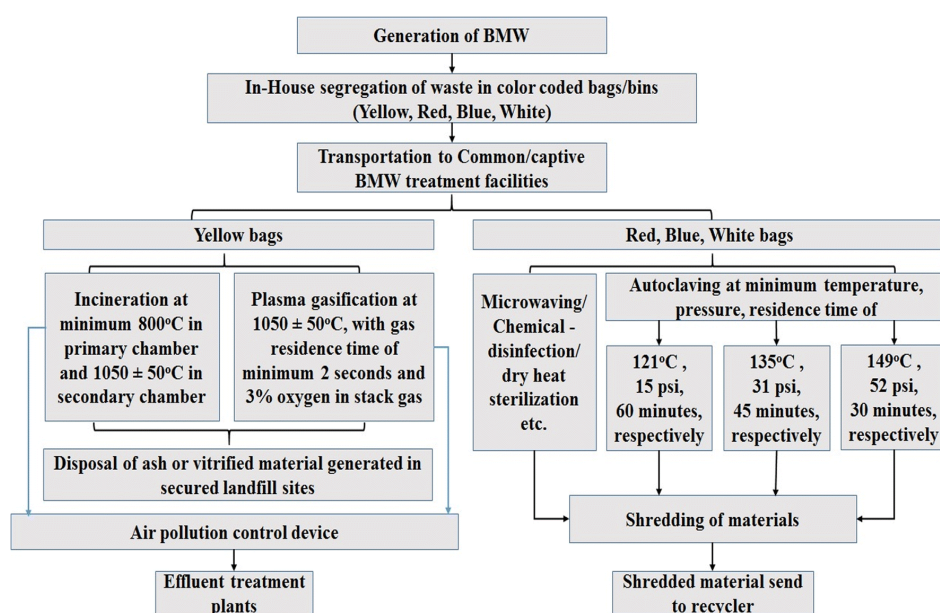 Generation of BMW
In-House segregation of waste in color coded bags/bins
(Yellow, Red, Blue, White)
Transportation to Common/captive
BMW treatment facilities
Yellow bags
Red, Blue, White bags
Incineration at
minimum 800°C in
primary chamber
and 1050 ± 50°C in
secondary chamber
Plasma gasification at
1050 ± 50°C, with gas
residence time of
minimum 2 seconds and
3% oxygen in stack gas
Microwaving/
Chemical -
disinfection/
dry heat
sterilization
etc.
Autoclaving at minimum temperature,
pressure, residence time of
121°C ,
15 psi,
60 minutes,
respectively
135°C ,
31 psi,
45 minutes,
respectively
149°C ,
52 psi,
30 minutes,
respectively
Disposal of ash or vitrified material generated in
secured landfill sites
Air pollution control device
Shredding of materials
Effluent treatment
plants
Shredded material send
to recycler